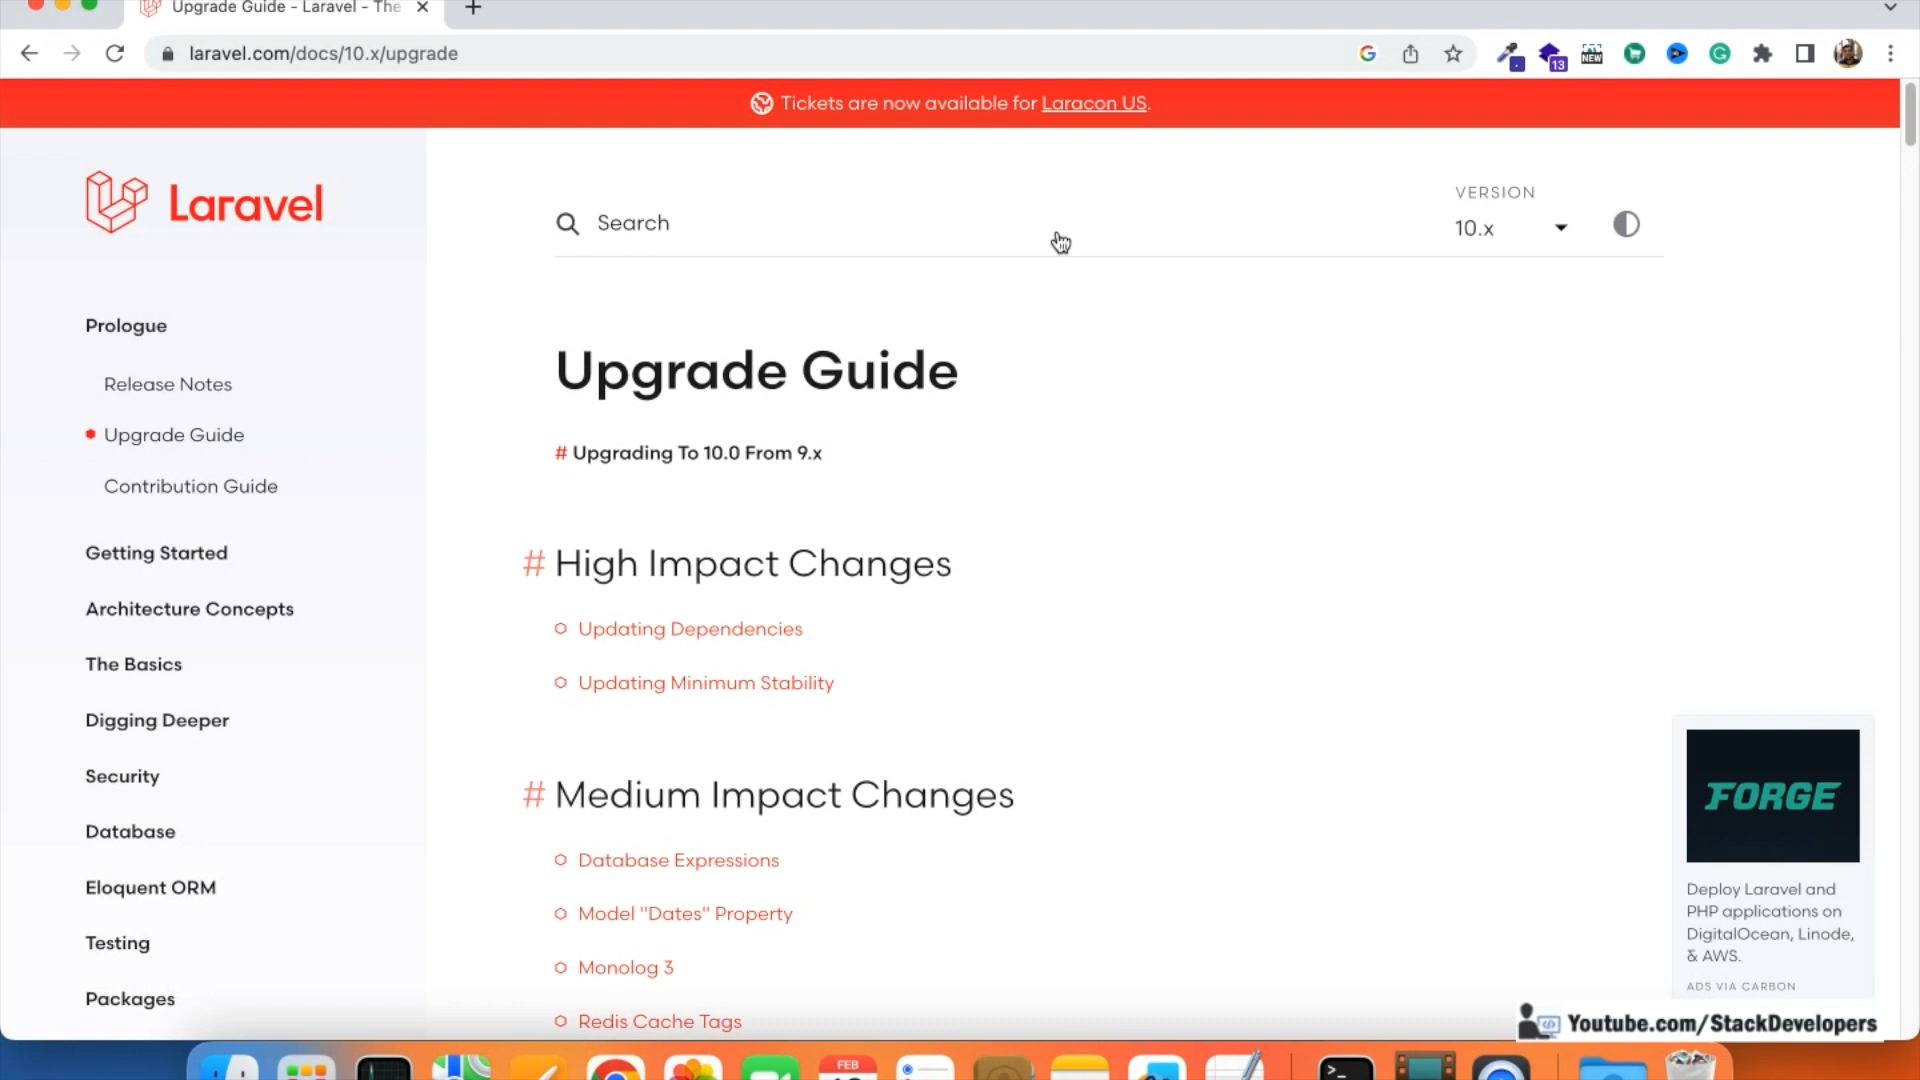 Upgrade Guide - Laravel - The
laravel.com/docs/10.x/upgrade
13
NEW
Tickets are now available for Laracon US.
Laravel
Search
VERSION
10.x
Prologue
Release Notes
Upgrade Guide
Contribution Guide
Getting Started
Architecture Concepts
The Basics
Digging Deeper
Security
Database
Eloquent ORM
Testing
Packages
Upgrade Guide
# Upgrading To 10.0 From 9.x
# High Impact Changes
Updating Dependencies
Updating Minimum Stability
# Medium Impact Changes
Database Expressions
Model "Dates" Property
Monolog 3
Redis Cache Tags
FORGE
Deploy Laravel and
PHP applications on
DigitalOcean, Linode,
& AWS.
ADS VIA CARBON
Youtube.com/StackDevelopers
FEB